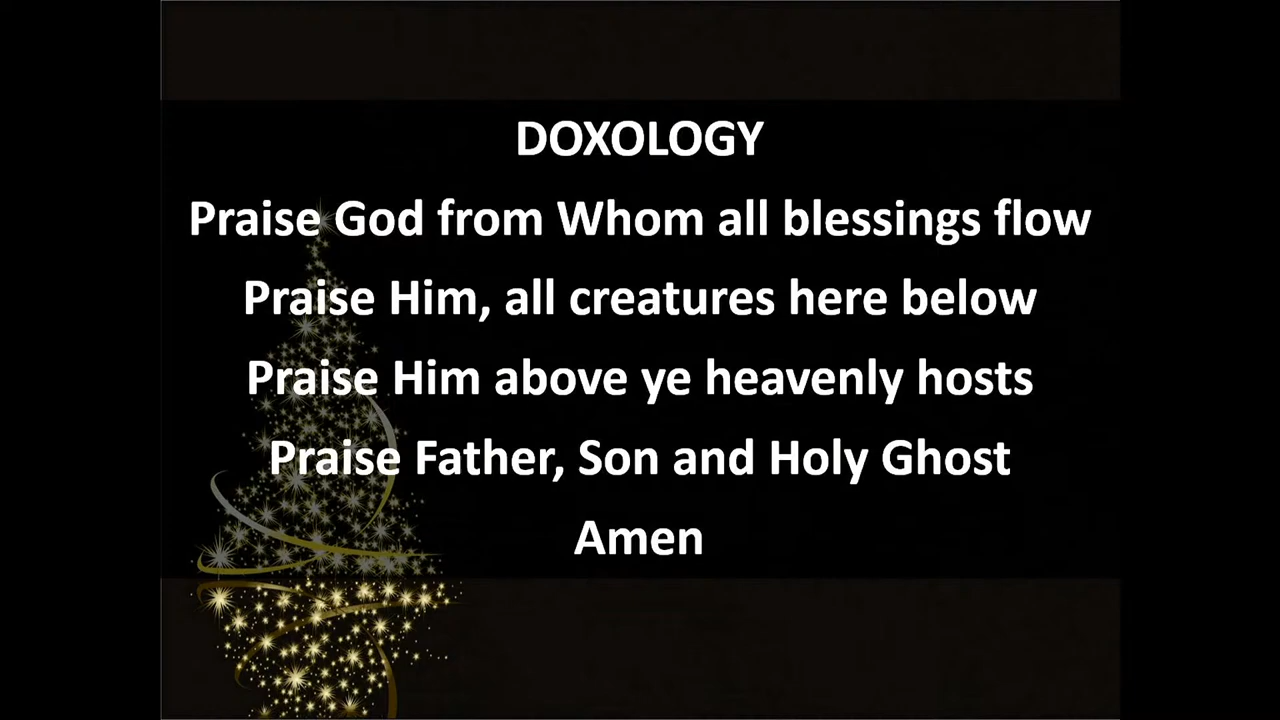 DOXOLOGY
Praise God from Whom all blessings flow
Praise Him, all creatures here below
Praise Him above ye heavenly hosts
Praise Father, Son and Holy Ghost
Amen